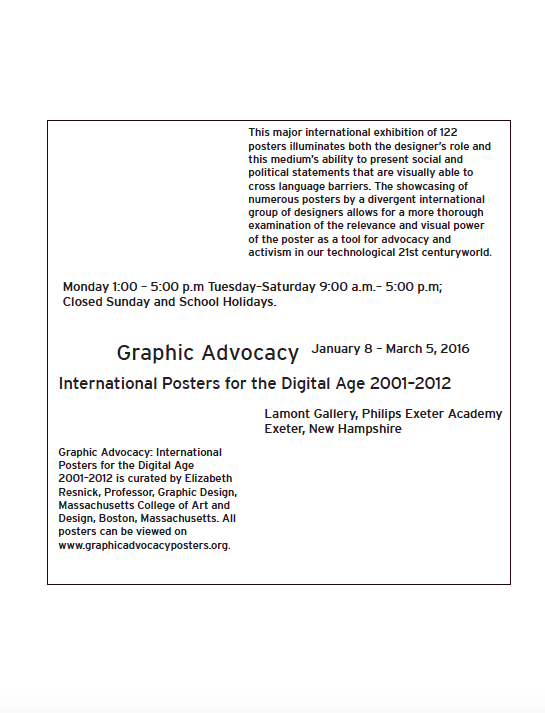 This major international exhibition of 122
posters illuminates both the designer's role and
this medium's ability to present social and
political statements that are visually able to
cross language barriers. The showcasing of
numerous posters by a divergent international
group of designers allows for a more thorough
examination of the relevance and visual power
of the poster as a tool for advocacy and
activism in our technological 21st centuryworld.
Monday 1:00 – 5:00 p.m Tuesday–Saturday 9:00 a.m.– 5:00 p.m;
Closed Sunday and School Holidays.
Graphic Advocacy January 8 – March 5, 2016
International Posters for the Digital Age 2001–2012
Lamont Gallery, Philips Exeter Academy
Exeter, New Hampshire
Graphic Advocacy: International
Posters for the Digital Age
2001–2012 is curated by Elizabeth
Resnick, Professor, Graphic Design,
Massachusetts College of Art and
Design, Boston, Massachusetts. All
posters can be viewed on
www.graphicadvocacyposters.org.